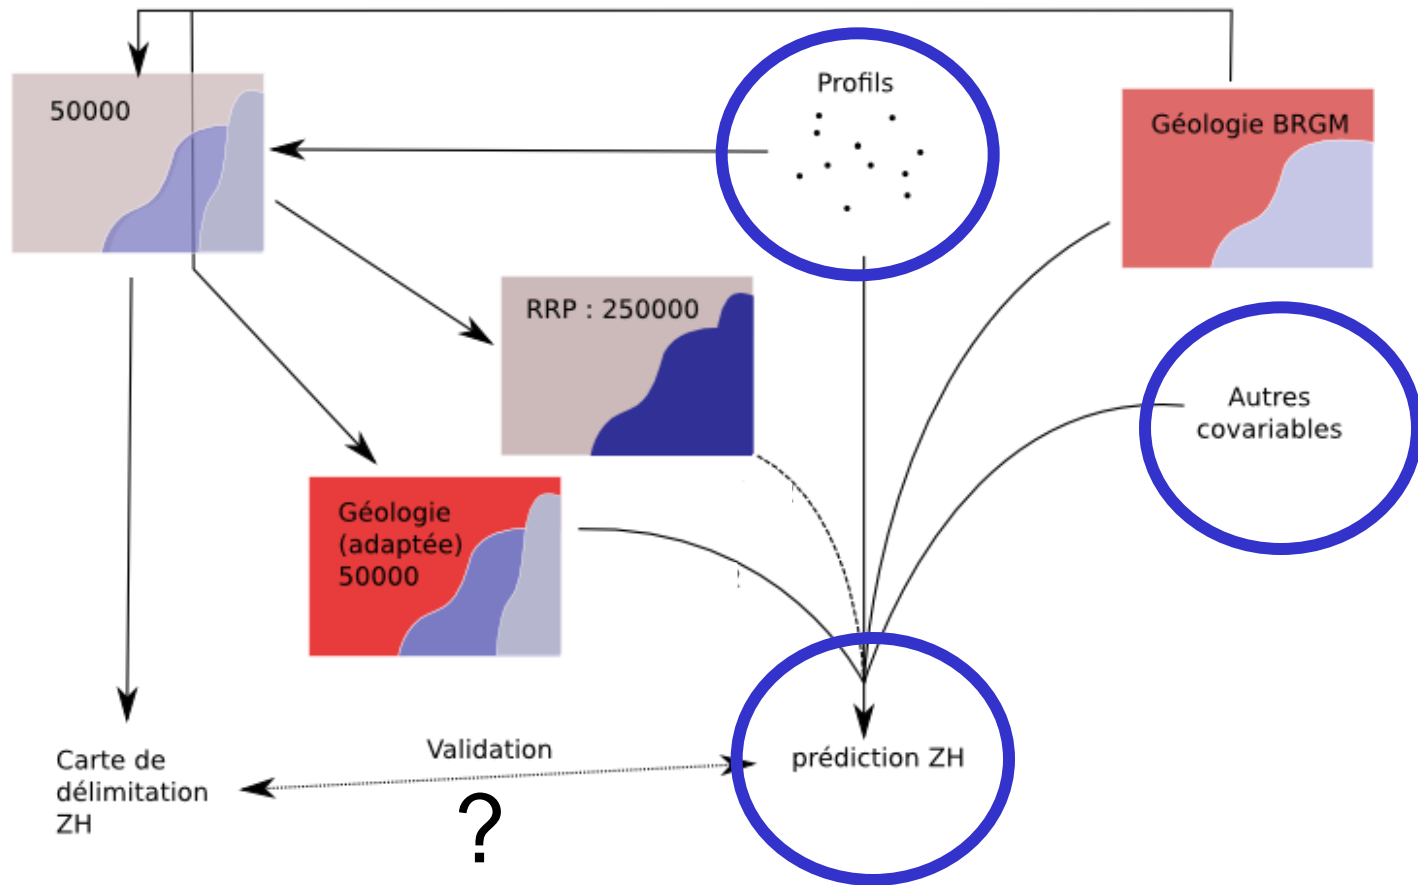 50000
Profils
Géologie BRGM
RRP : 250000
Autres
covariables
Géologie
(adaptée)
50000
Carte de
délimitation
ZH
Validation
?
prédiction ZH